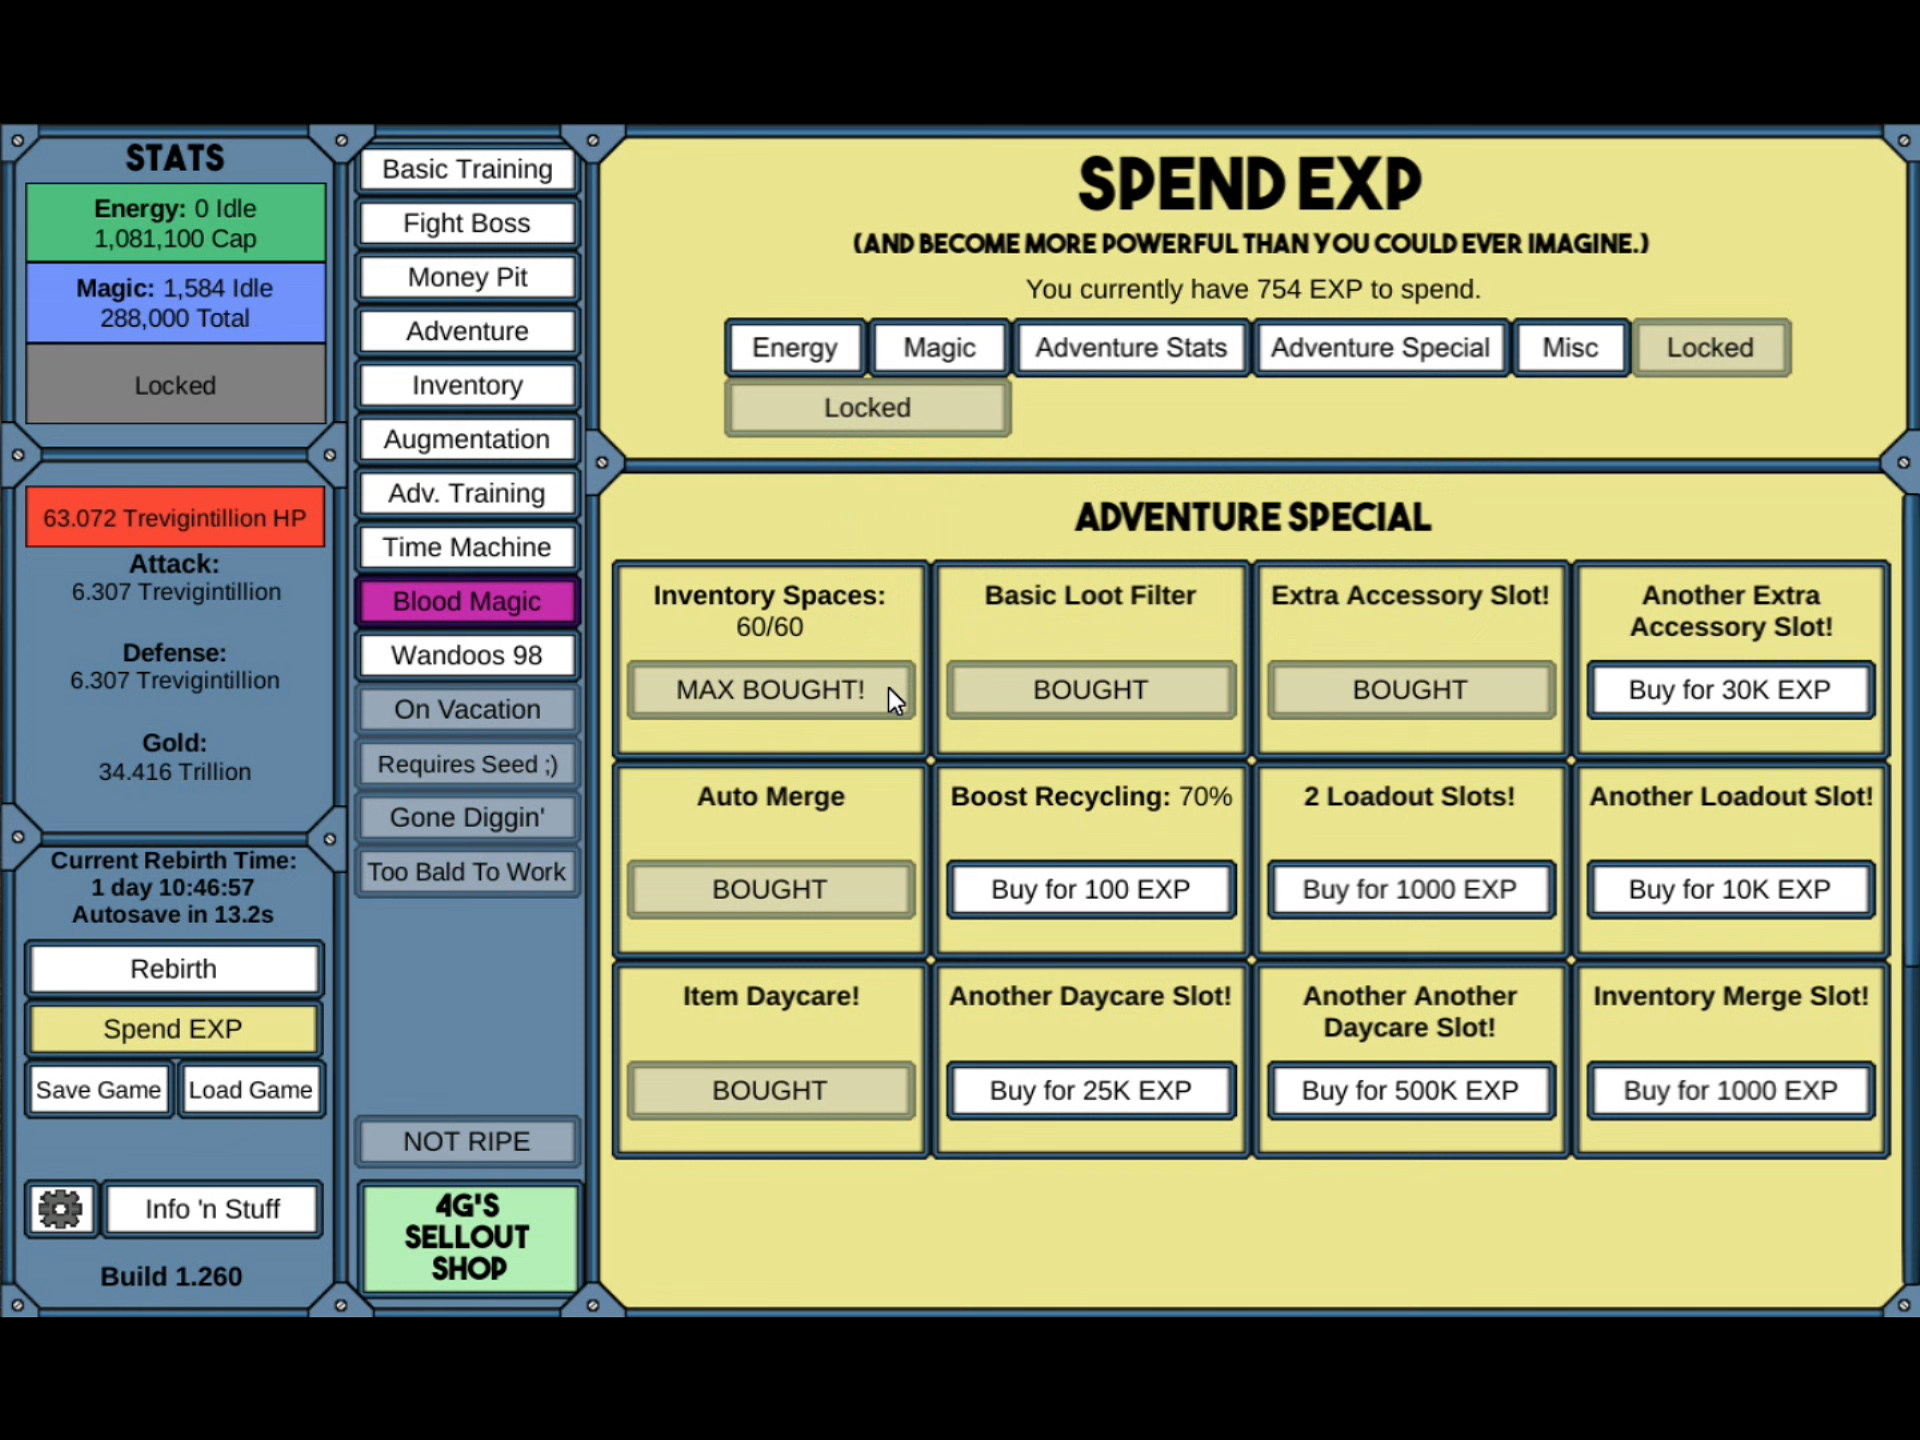 STATS
Energy: 0 Idle
1,081,100 Cap
Magic: 1,584 Idle
288,000 Total
Locked
63.072 Trevigintillion HP
Attack:
6.307 Trevigintillion
Defense:
6.307 Trevigintillion
Gold:
34.416 Trillion
Current Rebirth Time:
1 day 10:46:57
Autosave in 13.2s
Rebirth
Spend EXP
Save Game
Load Game
Info 'n Stuff
Build 1.260
Basic Training
Fight Boss
Money Pit
Adventure
Inventory
Augmentation
Adv. Training
Time Machine
Blood Magic
Wandoos 98
On Vacation
Requires Seed ;)
Gone Diggin'
Too Bald To Work
NOT RIPE
4G'S
SELLOUT
SHOP
SPEND EXP
(AND BECOME MORE POWERFUL THAN YOU COULD EVER IMAGINE.)
You currently have 754 EXP to spend.
Energy
Magic
Adventure Stats
Adventure Special
Misc
Locked
Locked
ADVENTURE SPECIAL
Inventory Spaces:
60/60
MAX BOUGHT!
Basic Loot Filter
BOUGHT
Extra Accessory Slot!
BOUGHT
Another Extra
Accessory Slot!
Buy for 30K EXP
Auto Merge
BOUGHT
Boost Recycling: 70%
Buy for 100 EXP
2 Loadout Slots!
Buy for 1000 EXP
Another Loadout Slot!
Buy for 10K EXP
Item Daycare!
BOUGHT
Another Daycare Slot!
Buy for 25K EXP
Another Another
Daycare Slot!
Buy for 500K EXP
Inventory Merge Slot!
Buy for 1000 EXP